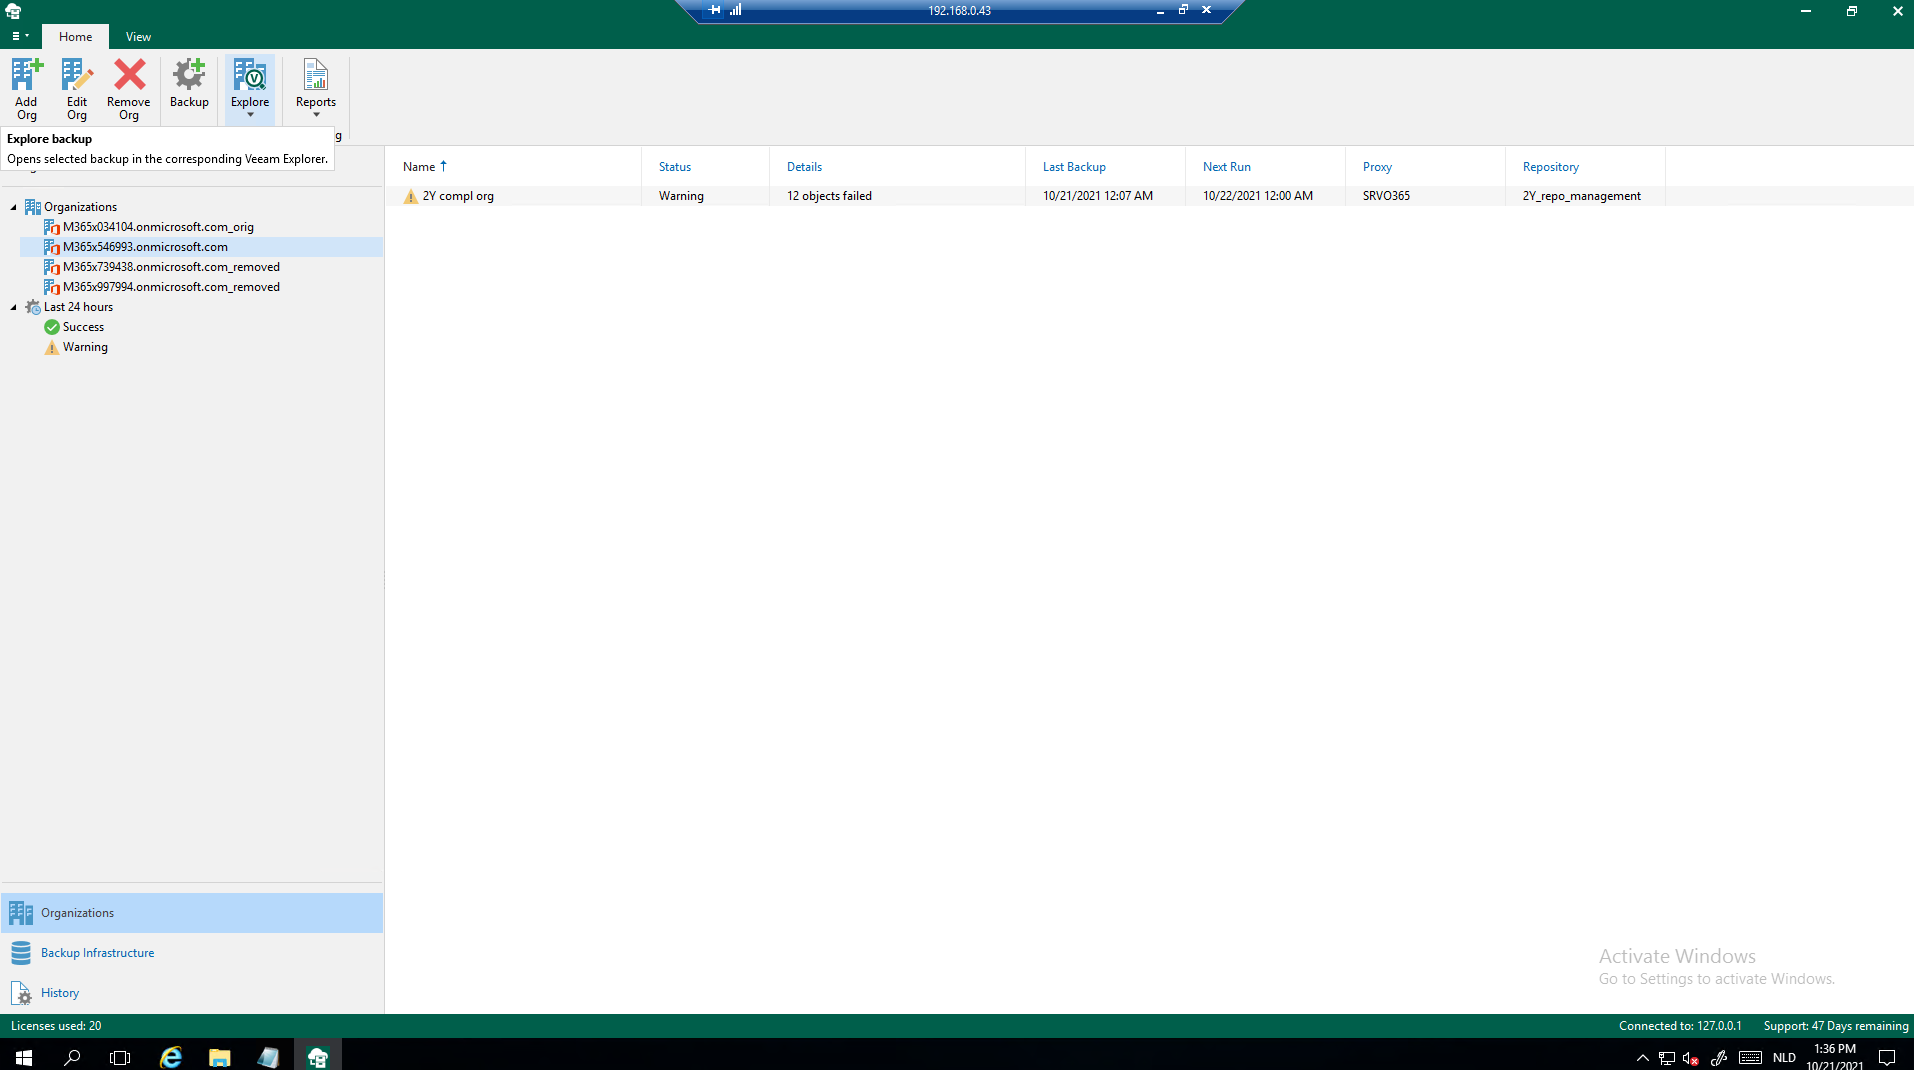 192.168.0.43
Home
View
Add Org
Edit Org
Remove Org
Backup
Explore
Reports
g
Explore backup
Opens selected backup in the corresponding Veeam Explorer.
Name
Status
Details
Last Backup
Next Run
Proxy
Repository
2Y compl org
Warning
12 objects failed
10/21/2021 12:07 AM
10/22/2021 12:00 AM
SRVO365
2Y_repo_management
Organizations
M365x034104.onmicrosoft.com_orig
M365x546993.onmicrosoft.com
M365x739438.onmicrosoft.com_removed
M365x997994.onmicrosoft.com_removed
Last 24 hours
Success
Warning
Organizations
Backup Infrastructure
History
Activate Windows
Go to Settings to activate Windows.
Licenses used: 20
Connected to: 127.0.0.1
Support: 47 Days remaining
NLD
1:36 PM
10/21/2021